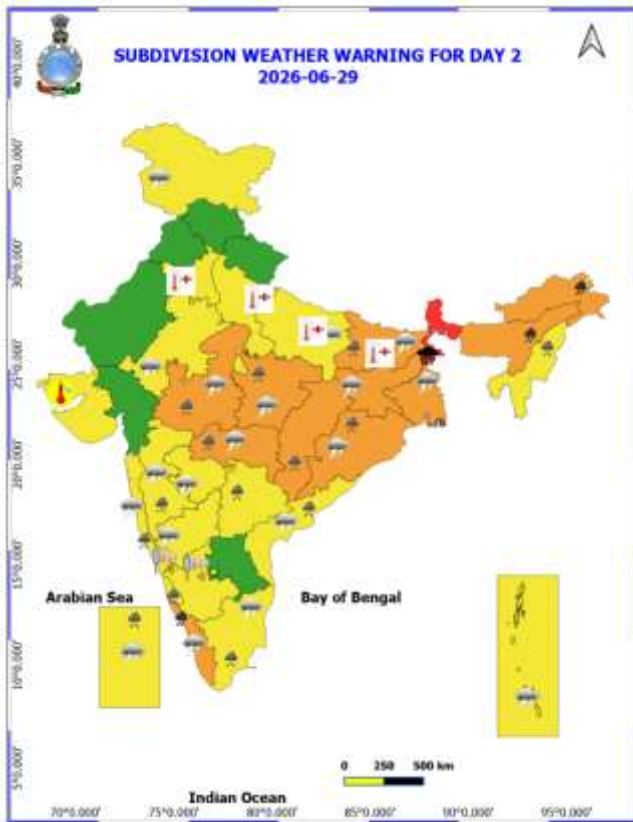 SUBDIVISION WEATHER WARNING FOR DAY 2
2026-06-29
40°0.000'
35°0.000'
30°0.000'
25°0.000'
20°0.000'
15°0.000'
10°0.000'
5°0.000'
Arabian Sea
Bay of Bengal
0 250 500 km
Indian Ocean
70°0.000' 75°0.000' 80°0.000' 85°0.000' 90°0.000' 95°0.000'